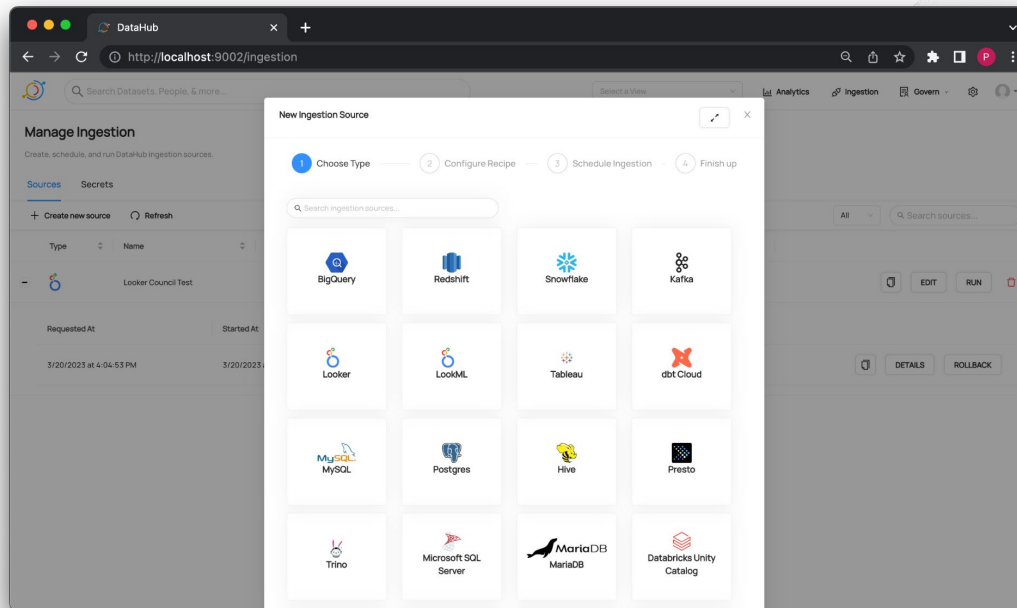 DataHub
http://localhost:9002/ingestion
P
Search Datasets, People, & more...
Select a View
Analytics
Ingestion
Govern
Manage Ingestion
Create, schedule, and run DataHub ingestion sources.
Sources
Secrets
Create new source
Refresh
All
Search sources...
Type
Name
Looker Council Test
EDIT
RUN
Requested At
Started At
3/20/2023 at 4:04:53 PM
3/20/2023
DETAILS
ROLLBACK
New Ingestion Source
1 Choose Type
2 Configure Recipe
3 Schedule Ingestion
4 Finish up
Search ingestion sources...
BigQuery
Redshift
Snowflake
Kafka
Looker
LookML
Tableau
dbt Cloud
MySQL
MySQL
Postgres
Hive
Presto
Trino
Microsoft SQL
Server
MariaDB
MariaDB
Databricks Unity
Catalog